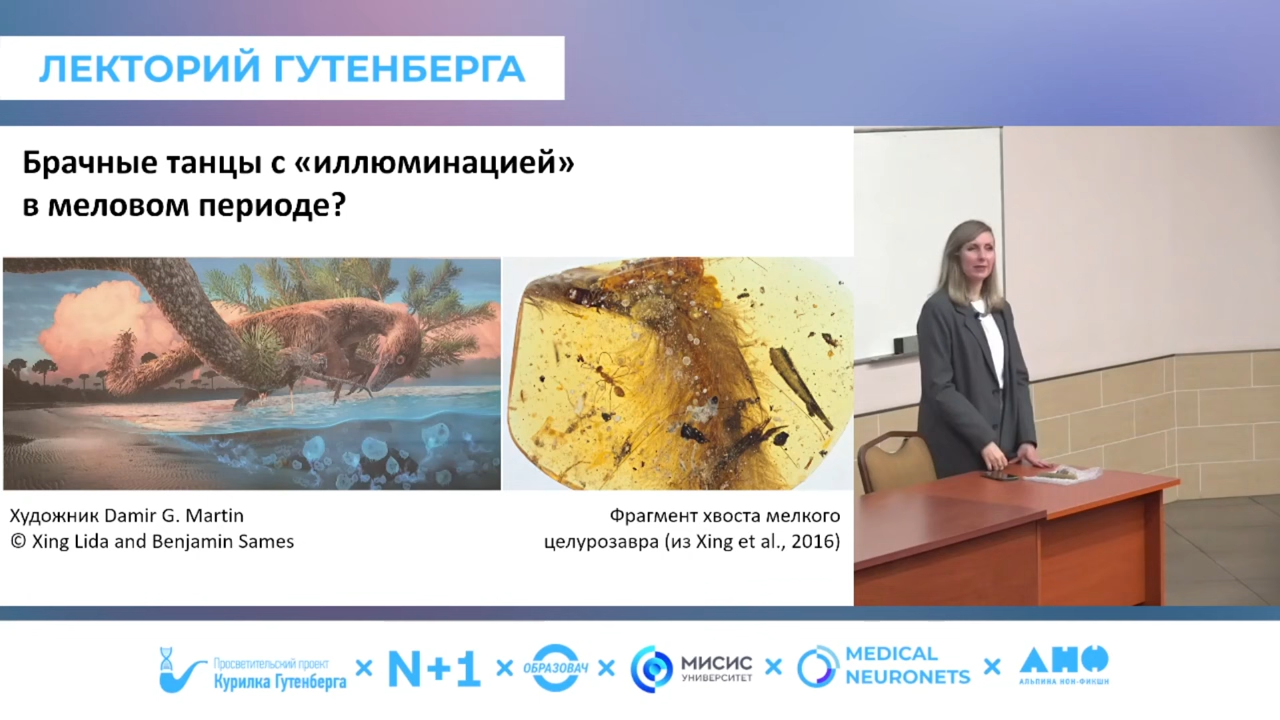 ЛЕКТОРИЙ ГУТЕНБЕРГА
Брачные танцы с «иллюминацией»
в меловом периоде?
Художник Damir G. Martin
© Xing Lida and Benjamin Sames
Фрагмент хвоста мелкого
целурозавра (из Xing et al., 2016)
Просветительский проект
Курилка Гутенберга
N+1
ОБРАЗОВАЧ
МИСИС
УНИВЕРСИТЕТ
MEDICAL
NEURONETS
АНФ
АЛЬПИНА НОН-ФИКШН